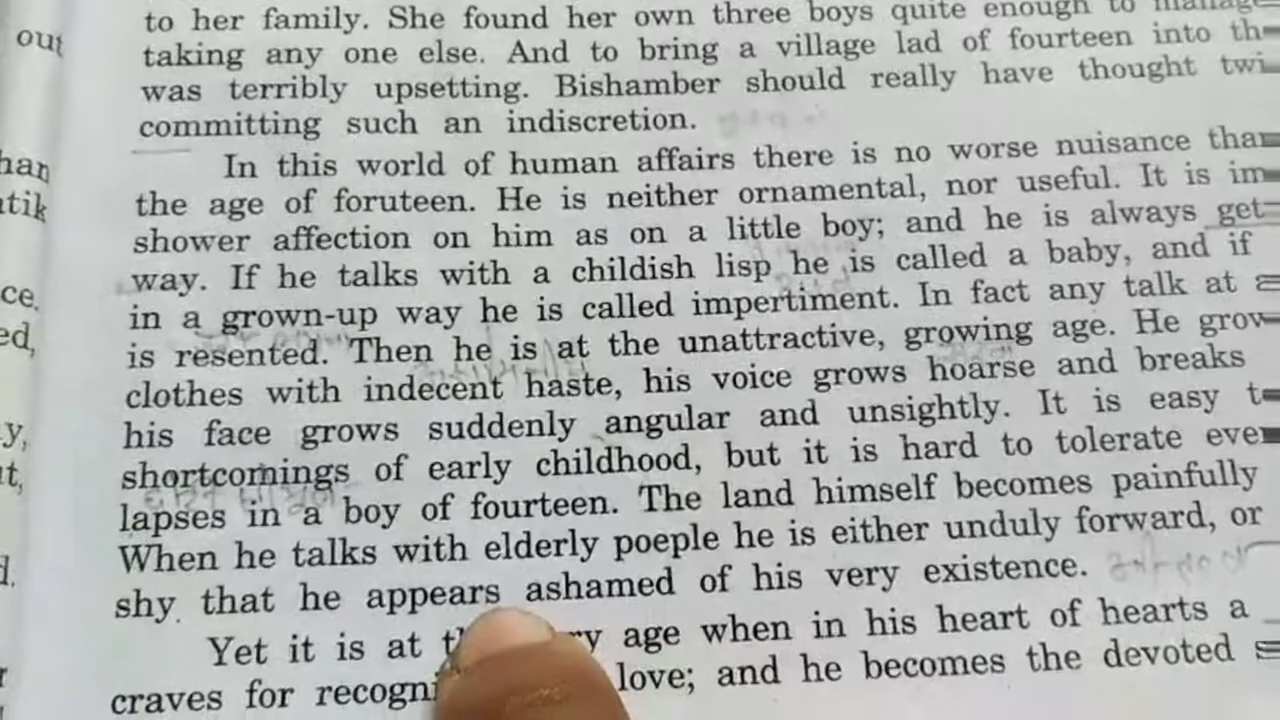 out
to her family. She found her own three boys quite enough to manage
taking any one else. And to bring a village lad of fourteen into th
was terribly upsetting. Bishamber should really have thought twi
committing such an indiscretion.
In this world of human affairs there is no worse nuisance tha
the age of foruteen. He is neither ornamental, nor useful. It is im
shower affection on him as on a little boy; and he is always get
way. If he talks with a childish lisp he is called a baby, and if
in a grown-up way he is called impertiment. In fact any talk at a
is resented. Then he is at the unattractive, growing age. He grow
clothes with indecent haste, his voice grows hoarse and breaks
his face grows suddenly angular and unsightly. It is easy t
shortcomings of early childhood, but it is hard to tolerate eve
lapses in a boy of fourteen. The land himself becomes painfully
When he talks with elderly poeple he is either unduly forward, or
shy that he appears ashamed of his very existence.
Yet it is at th ry age when in his heart of hearts a
craves for recogni love; and he becomes the devoted s
han
atik
ce.
ed,
y,
t,
d.
r